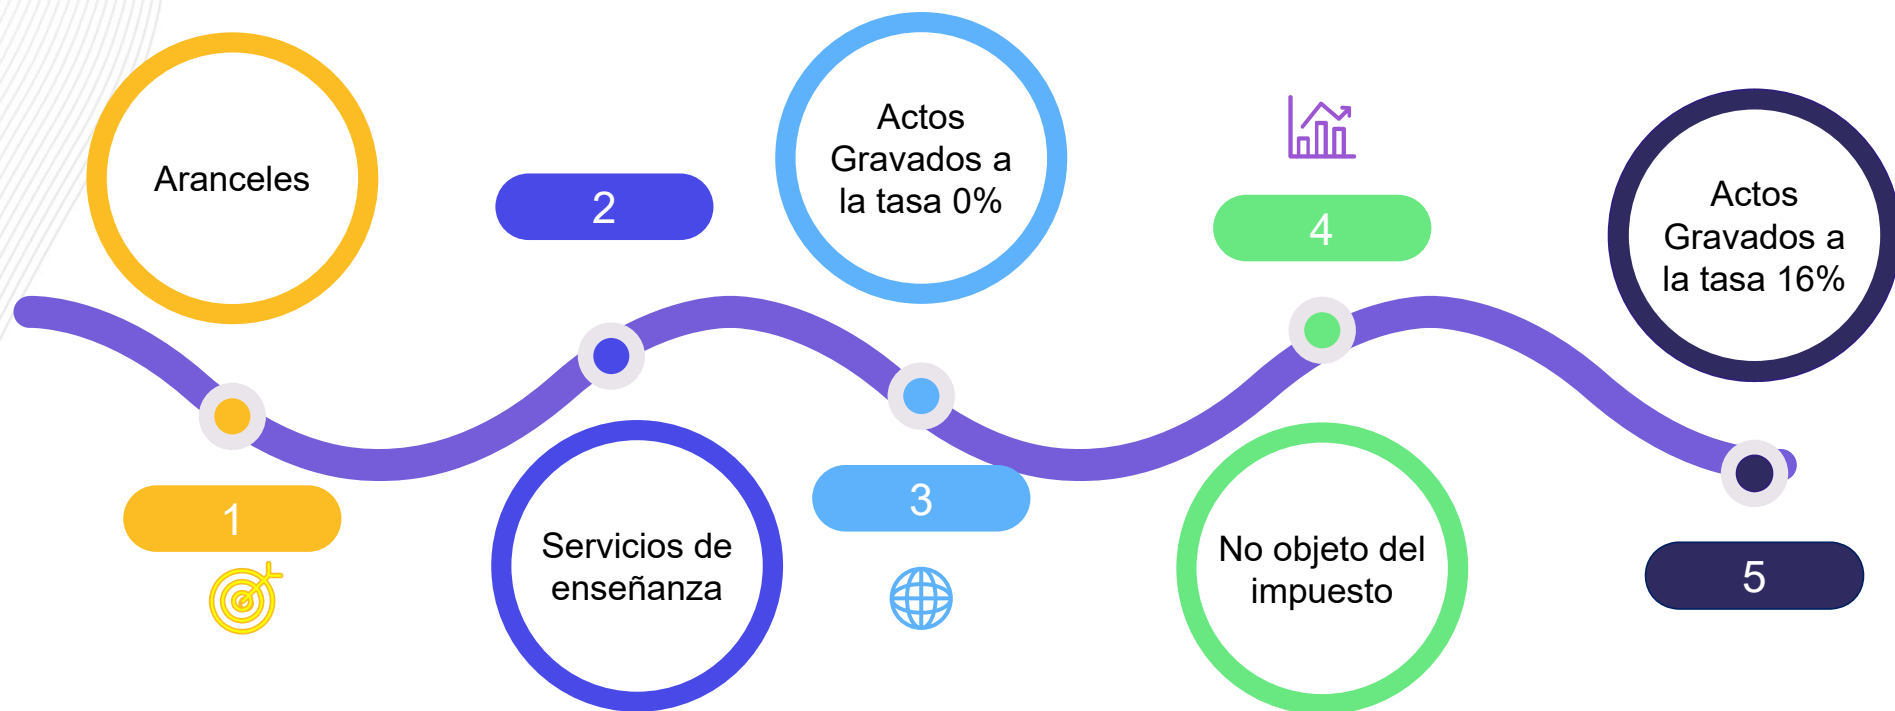 Aranceles
1
2
Servicios de
enseñanza
Actos
Gravados a
la tasa 0%
3
4
No objeto del
impuesto
Actos
Gravados a
la tasa 16%
5